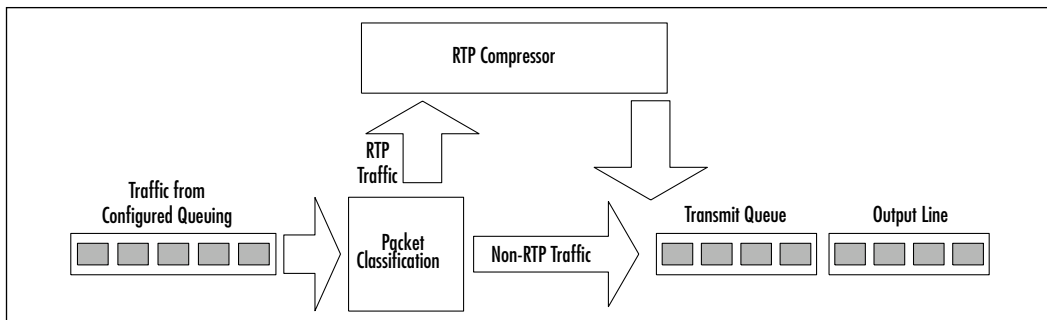 RTP Compressor
RTP
Traffic
Traffic from
Configured Queuing
Packet
Classification
Non-RTP Traffic
Transmit Queue
Output Line